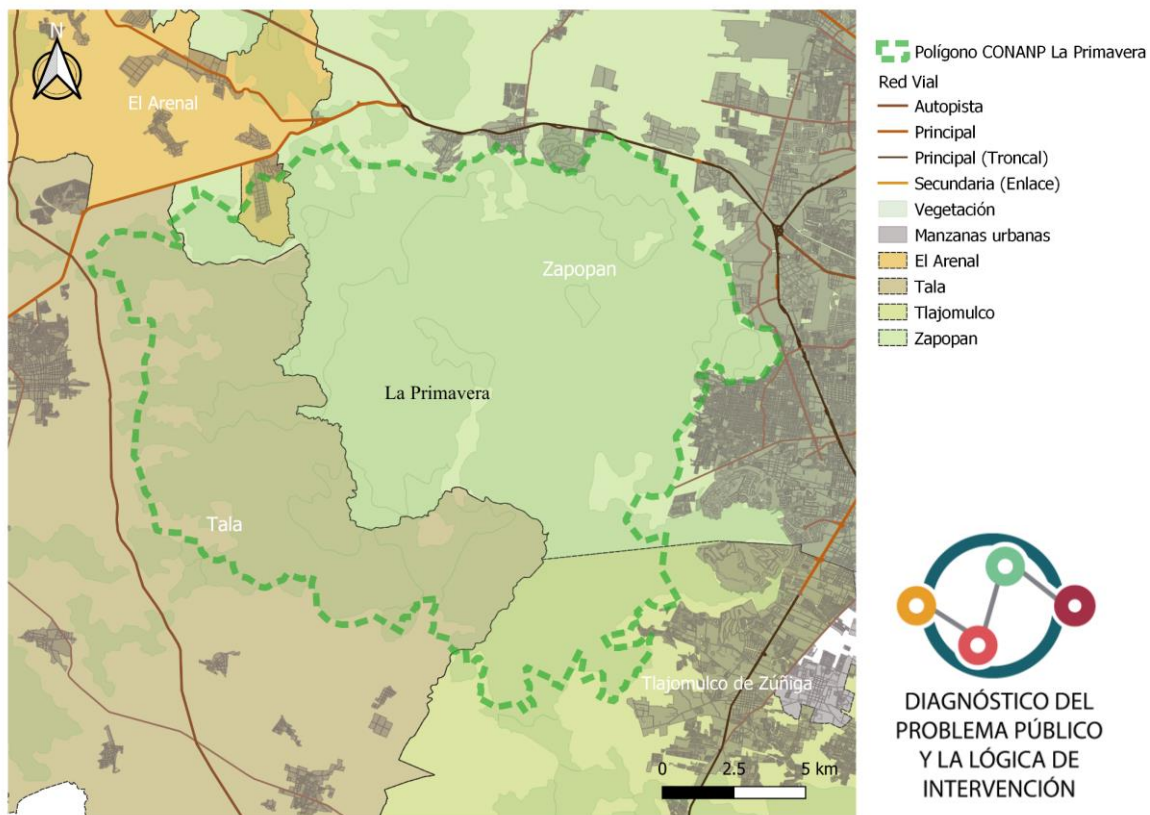 N
El Arenal
Zapopan
La Primavera
Tala
Tlajomulco de Zúñiga
0 2.5 5 km
Polígono CONANP La Primavera
Red Vial
Autopista
Principal
Principal (Troncal)
Secundaria (Enlace)
Vegetación
Manzanas urbanas
El Arenal
Tala
Tlajomulco
Zapopan
DIAGNÓSTICO DEL
PROBLEMA PÚBLICO
Y LA LÓGICA DE
INTERVENCIÓN